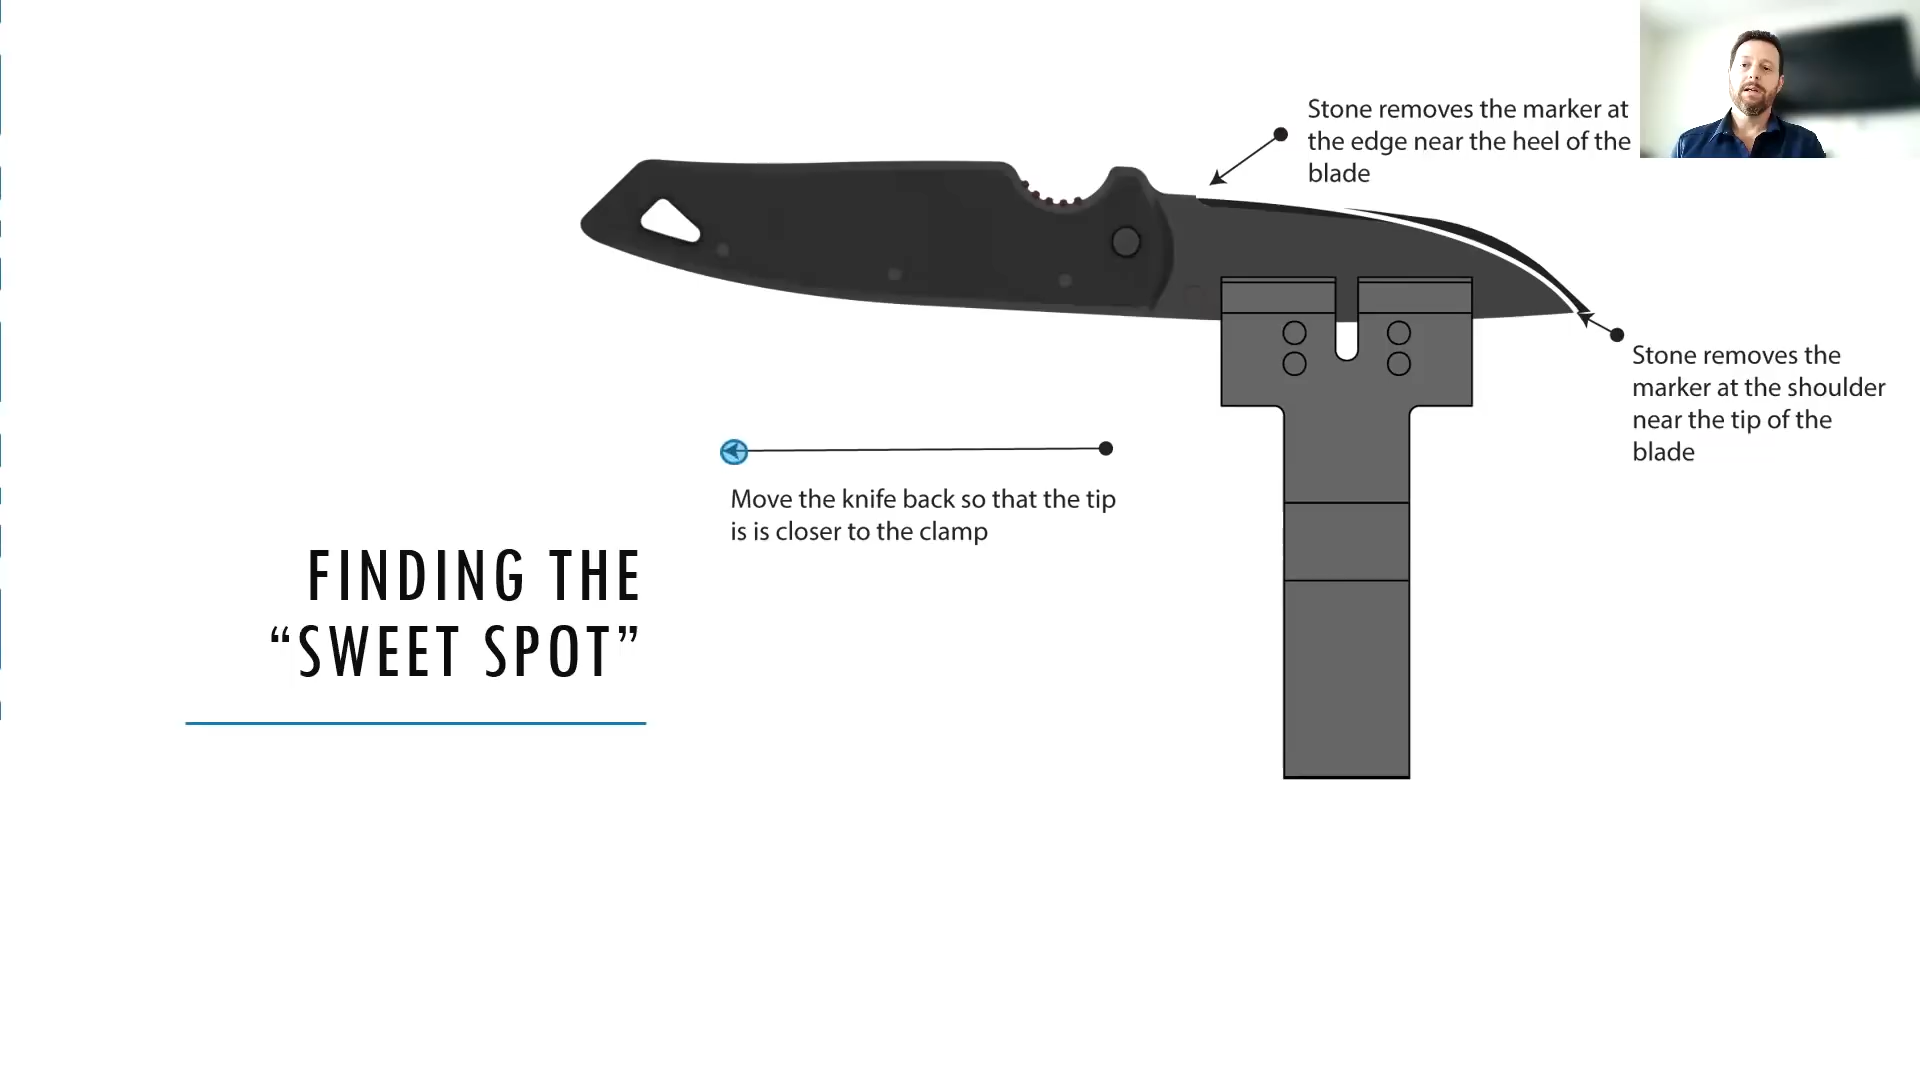 Stone removes the marker at
the edge near the heel of the
blade
Stone removes the
marker at the shoulder
near the tip of the
blade
Move the knife back so that the tip
is is closer to the clamp
FINDING THE
“SWEET SPOT”